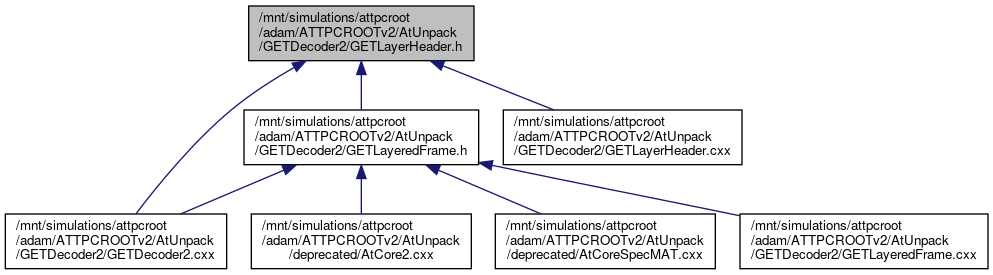 /mnt/simulations/attpcroot
/adam/ATTPCROOTv2/AtUnpack
/GETDecoder2/GETLayerHeader.h
/mnt/simulations/attpcroot
/adam/ATTPCROOTv2/AtUnpack
/GETDecoder2/GETLayeredFrame.h
/mnt/simulations/attpcroot
/adam/ATTPCROOTv2/AtUnpack
/GETDecoder2/GETLayerHeader.cxx
/mnt/simulations/attpcroot
/adam/ATTPCROOTv2/AtUnpack
/GETDecoder2/GETDecoder2.cxx
/mnt/simulations/attpcroot
/adam/ATTPCROOTv2/AtUnpack
/deprecated/AtCore2.cxx
/mnt/simulations/attpcroot
/adam/ATTPCROOTv2/AtUnpack
/deprecated/AtCoreSpecMAT.cxx
/mnt/simulations/attpcroot
/adam/ATTPCROOTv2/AtUnpack
/GETDecoder2/GETLayeredFrame.cxx